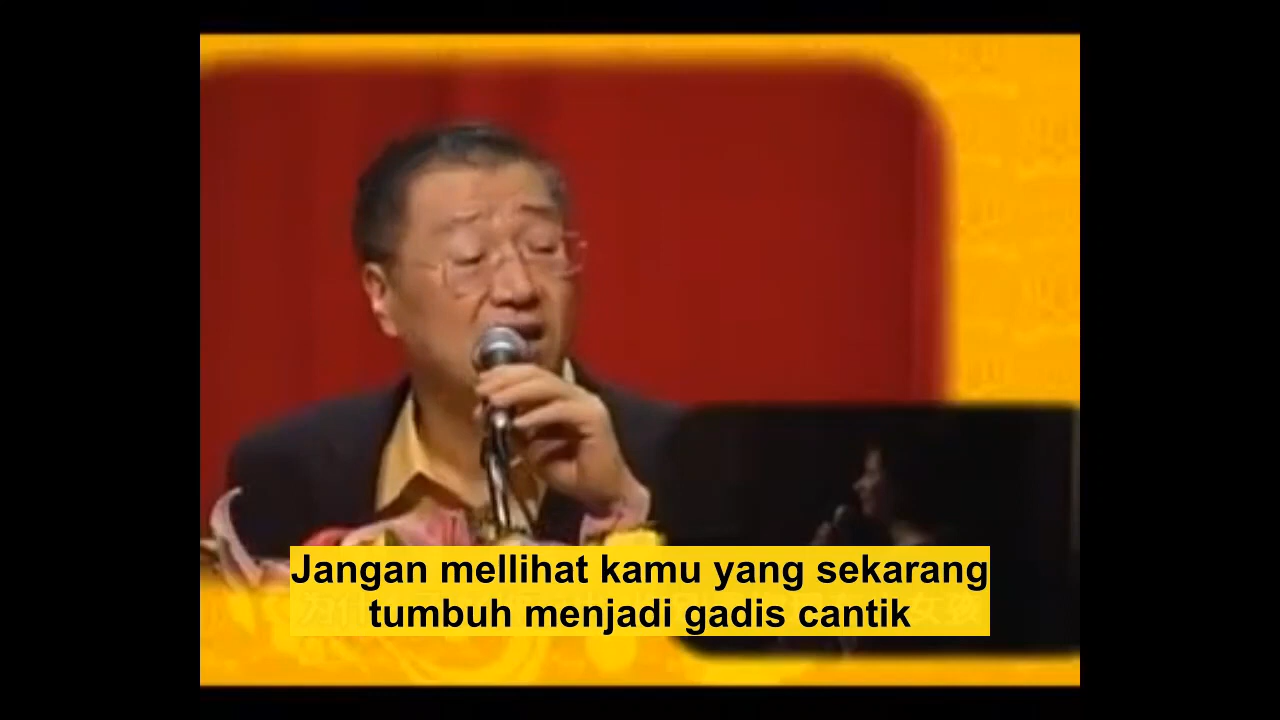 Jangan mellihat kamu yang sekarang
tumbuh menjadi gadis cantik